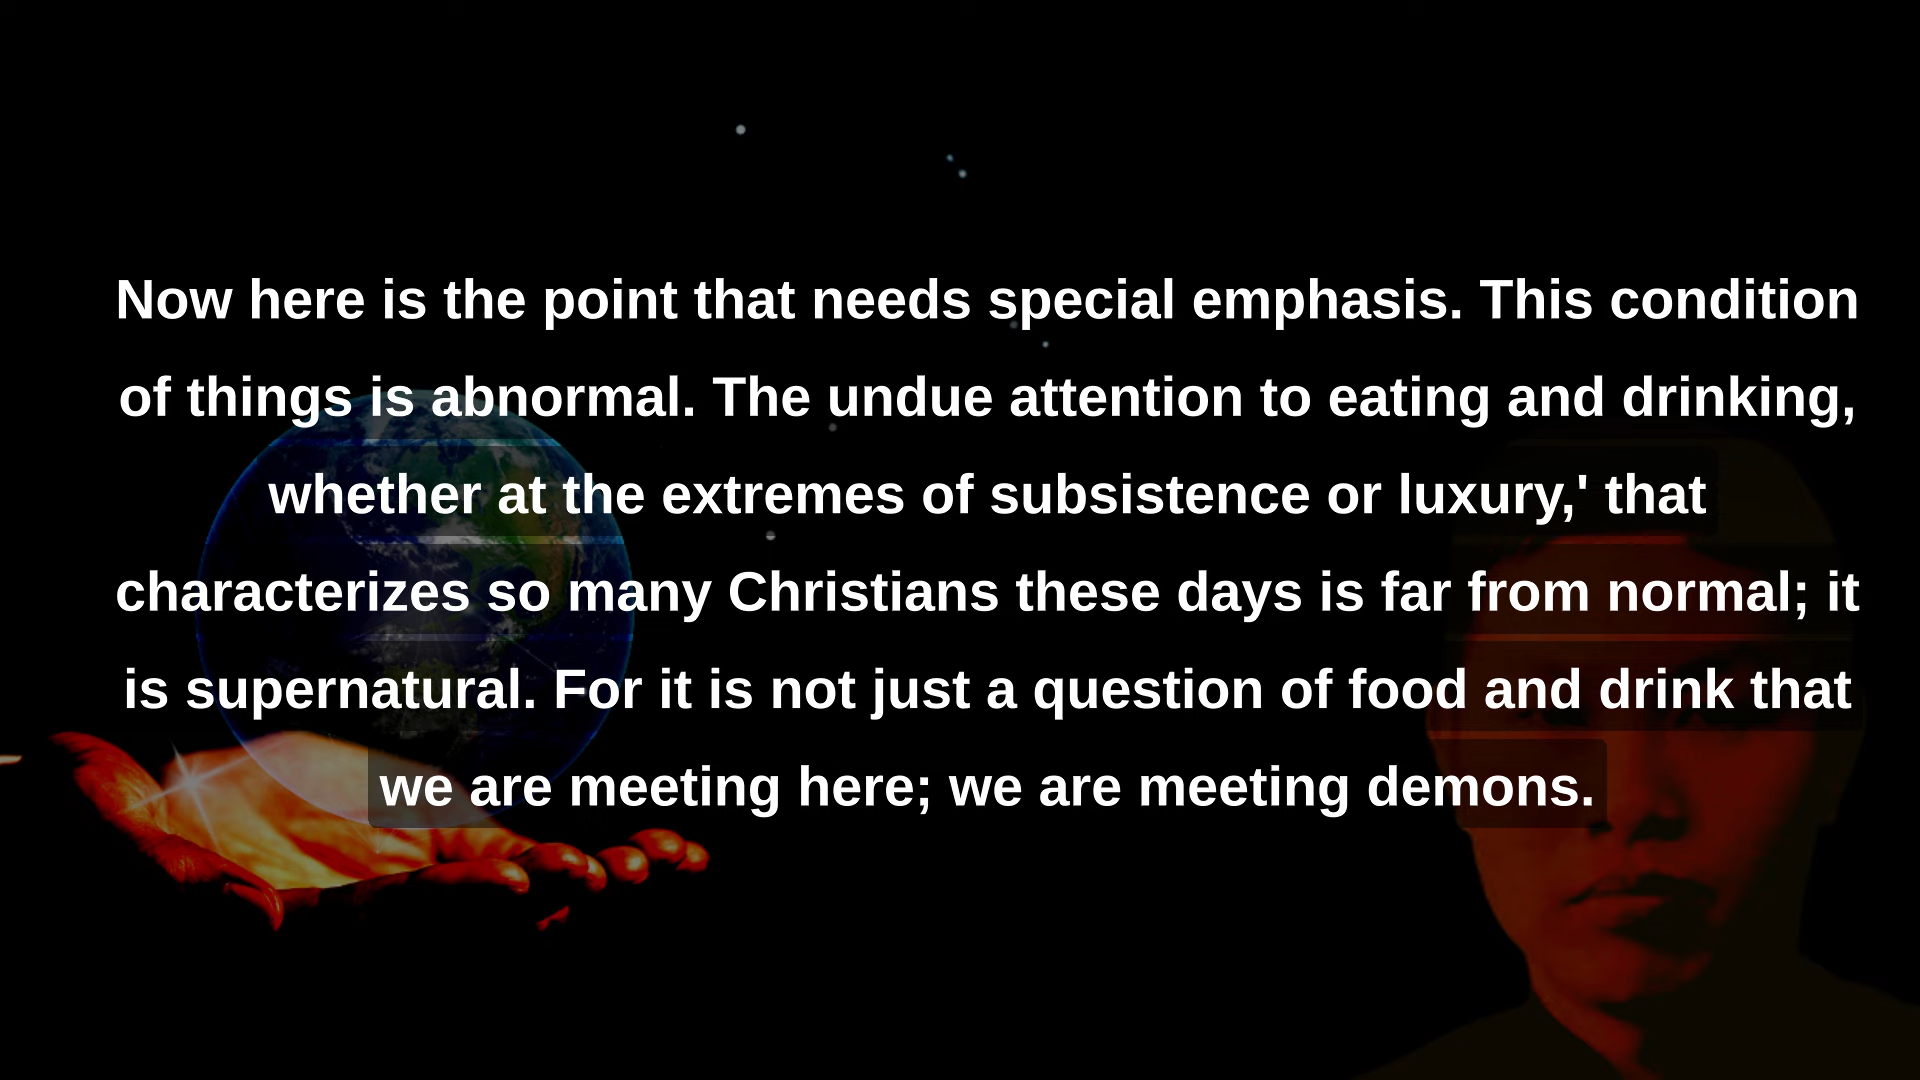 Now here is the point that needs special emphasis. This condition
of things is abnormal. The undue attention to eating and drinking,
whether at the extremes of subsistence or luxury,' that
characterizes so many Christians these days is far from normal; it
is supernatural. For it is not just a question of food and drink that
we are meeting here; we are meeting demons.